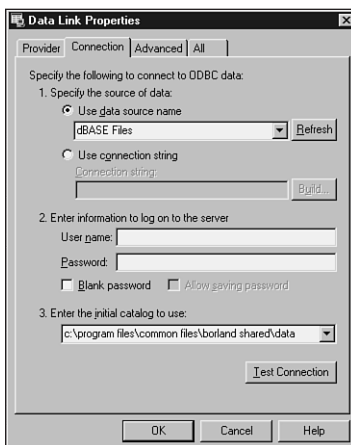 Data Link Properties
Provider Connection Advanced All
Specify the following to connect to ODBC data:
1. Specify the source of data:
Use data source name
dBASE Files Refresh
Use connection string
Connection string:
Build...
2. Enter information to log on to the server
User name:
Password:
Blank password Allow saving password
3. Enter the initial catalog to use:
c:\program files\common files\borland shared\data
Test Connection
OK Cancel Help